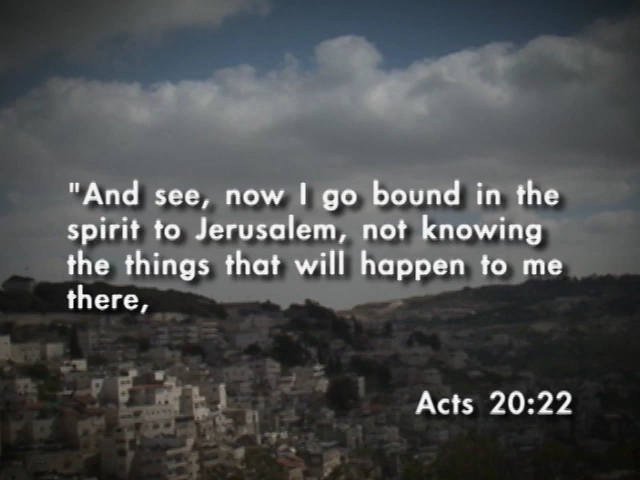 "And see, now I go bound in the
spirit to Jerusalem, not knowing
the things that will happen to me
there,
Acts 20:22